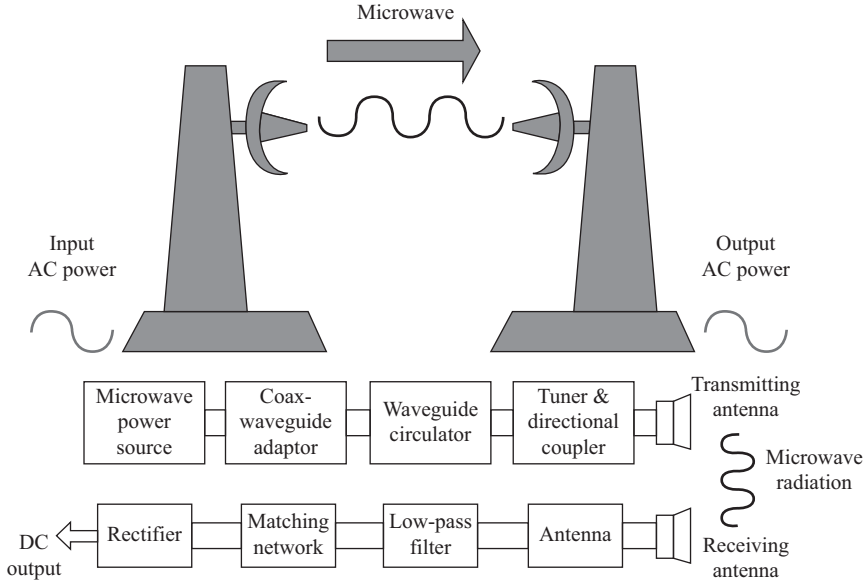 Microwave
Input
AC power
Output
AC power
Microwave
power
source
Coax-
waveguide
adaptor
Waveguide
circulator
Tuner &
directional
coupler
Transmitting
antenna
Microwave
radiation
DC
output
Rectifier
Matching
network
Low-pass
filter
Antenna
Receiving
antenna